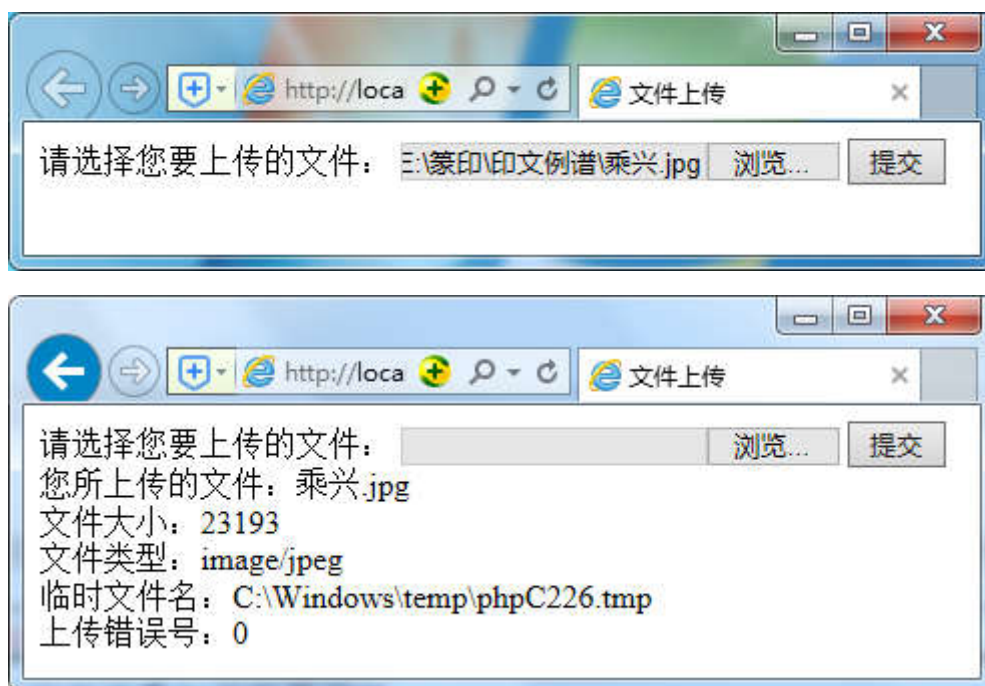 http://loca
文件上传
请选择您要上传的文件： E:\篆印\印文例谱\乘兴.jpg 浏览... 提交
http://loca
文件上传
请选择您要上传的文件： 浏览... 提交
您所上传的文件：乘兴.jpg
文件大小：23193
文件类型：image/jpeg
临时文件名：C:\Windows\temp\phpC226.tmp
上传错误号：0